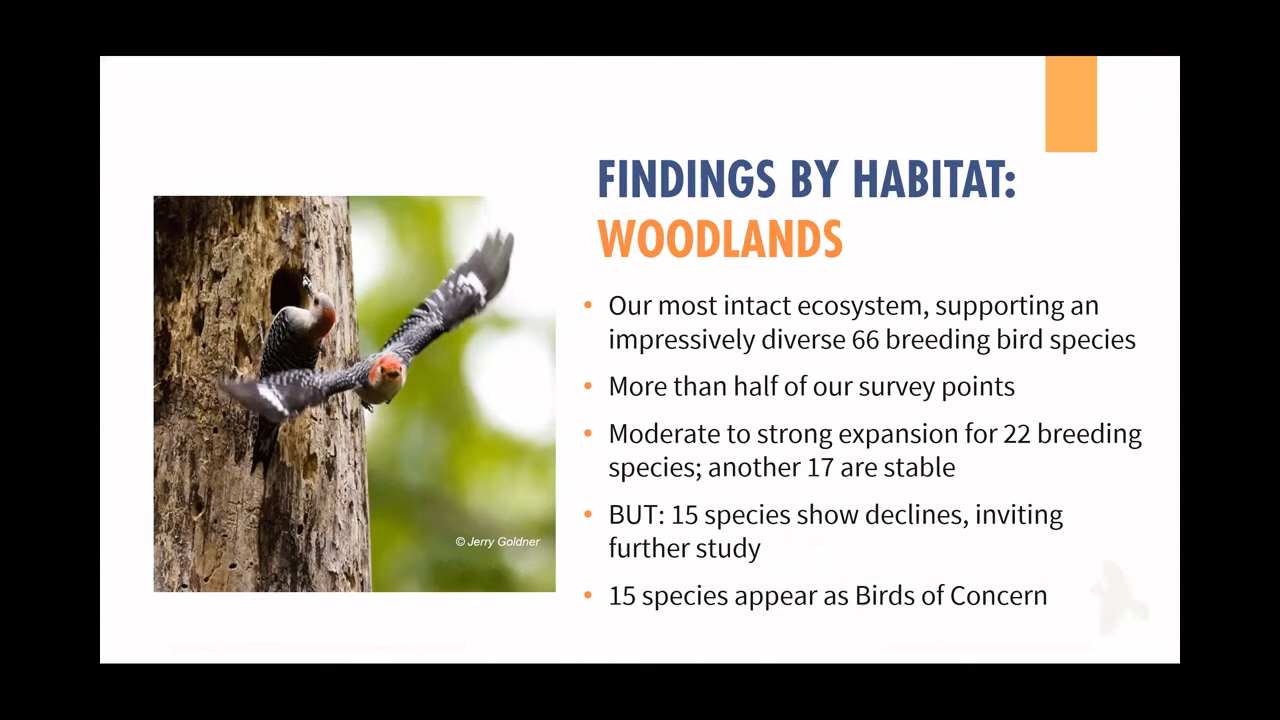 FINDINGS BY HABITAT:
WOODLANDS
• Our most intact ecosystem, supporting an
impressively diverse 66 breeding bird species
• More than half of our survey points
• Moderate to strong expansion for 22 breeding
species; another 17 are stable
• BUT: 15 species show declines, inviting
further study
• 15 species appear as Birds of Concern
© Jerry Goldner